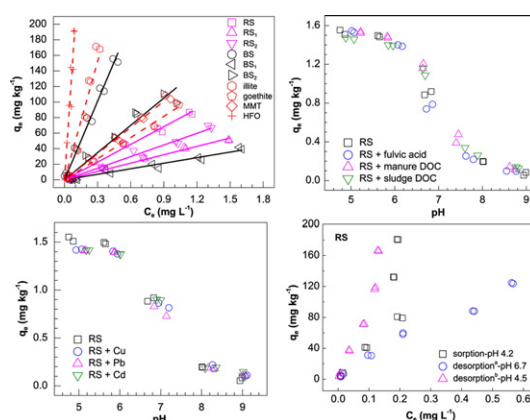 200
180
160
140
120
100
80
60
40
20
0
qe (mg kg-1)
RS
RS1
RS2
BS
BS1
BS2
illite
goethite
MMT
HFO
0.0 0.3 0.6 0.9 1.2 1.5 1.8
Ce (mg L-1)
1.6
1.2
0.8
0.4
0.0
qe (mg kg-1)
RS
RS + fulvic acid
RS + manure DOC
RS + sludge DOC
5 6 7 8 9
pH
1.5
1.0
0.5
0.0
qe (mg kg-1)
RS
RS + Cu
RS + Pb
RS + Cd
5 6 7 8 9
pH
200
160
120
80
40
0
qe (mg kg-1)
RS
sorption-pH 4.2
desorptiona-pH 6.7
desorptionb-pH 4.5
0.0 0.1 0.2 0.3 0.4 0.5 0.6
Ce (mg L-1)